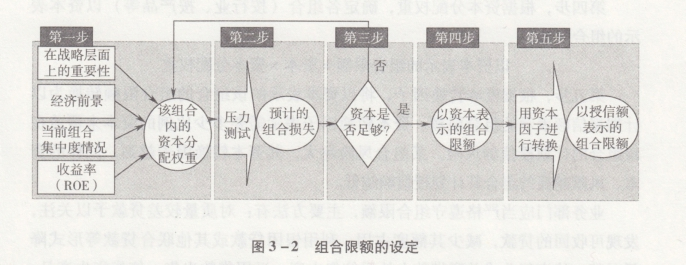 第四步
第一步
第二步
第三步
第四步
第五步
在战略层面
上的重要性
经济前景
当前组合
集中度情况
收益率
（ROE）
该组合
内的
资本分
配权重
压力
测试
预计的
组合损失
否
资本是
否足够？
是
以资本表
示的组合
限额
用资本
因子进
行转换
以授信额
表示的
组合限额
图3-2 组合限额的设定